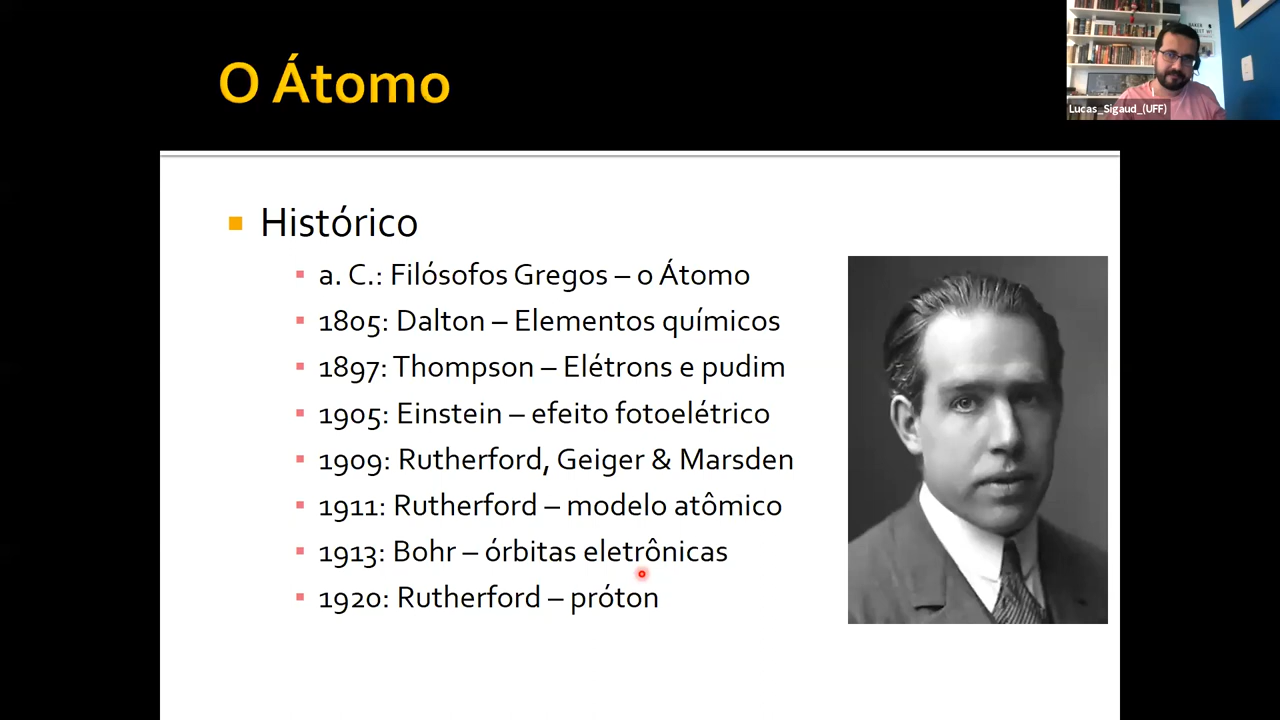 O Átomo
Lucas_Sigaud_(UFF)
Histórico
a. C.: Filósofos Gregos – o Átomo
1805: Dalton – Elementos químicos
1897: Thompson – Elétrons e pudim
1905: Einstein – efeito fotoelétrico
1909: Rutherford, Geiger & Marsden
1911: Rutherford – modelo atômico
1913: Bohr – órbitas eletrônicas
1920: Rutherford – próton